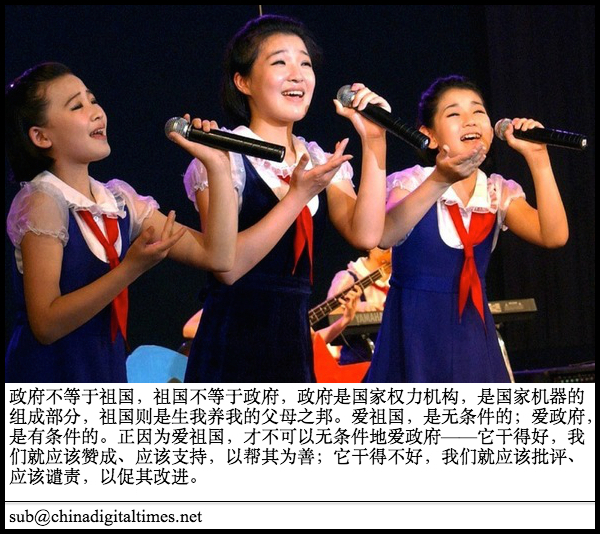 YAMAHA
政府不等于祖国，祖国不等于政府，政府是国家权力机构，是国家机器的
组成部分，祖国则是生我养我的父母之邦。爱祖国，是无条件的；爱政府，
是有条件的。正因为爱祖国，才不可以无条件地爱政府——它干得好，我
们就应该赞成、应该支持，以帮其为善；它干得不好，我们就应该批评、
应该谴责，以促其改进。
sub@chinadigitaltimes.net